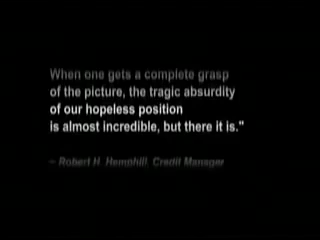 When one gets a complete grasp
of the picture, the tragic absurdity
of our hopeless position
is almost incredible, but there it is."
– Robert H. Hemphill, Credit Manager